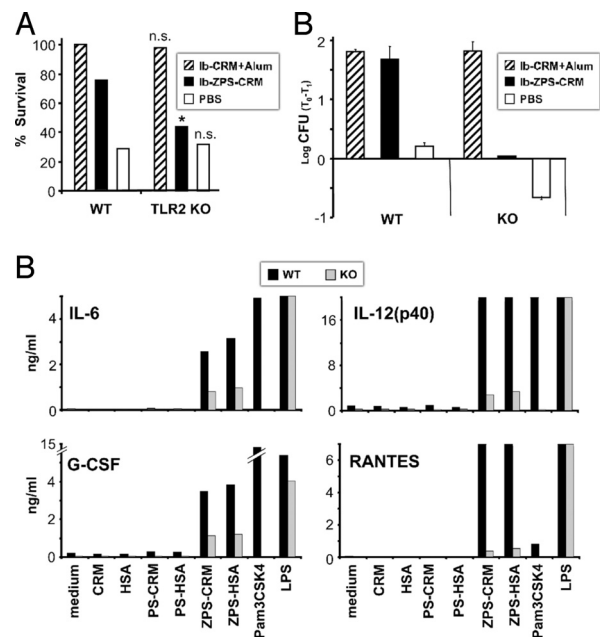 A
n.s.
100
80
60
40
20
0
% Survival
Ib-CRM+Alum
Ib-ZPS-CRM
PBS
*
n.s.
WT TLR2 KO
B
2
1
0
-1
Log CFU (T0-T1)
Ib-CRM+Alum
Ib-ZPS-CRM
PBS
WT KO
B
WT KO
IL-6
4
2
0
ng/ml
IL-12(p40)
16
8
0
G-CSF
15
4
2
0
ng/ml
RANTES
6
4
2
0
medium
CRM
HSA
PS-CRM
PS-HSA
ZPS-CRM
ZPS-HSA
Pam3CSK4
LPS
medium
CRM
HSA
PS-CRM
PS-HSA
ZPS-CRM
ZPS-HSA
Pam3CSK4
LPS